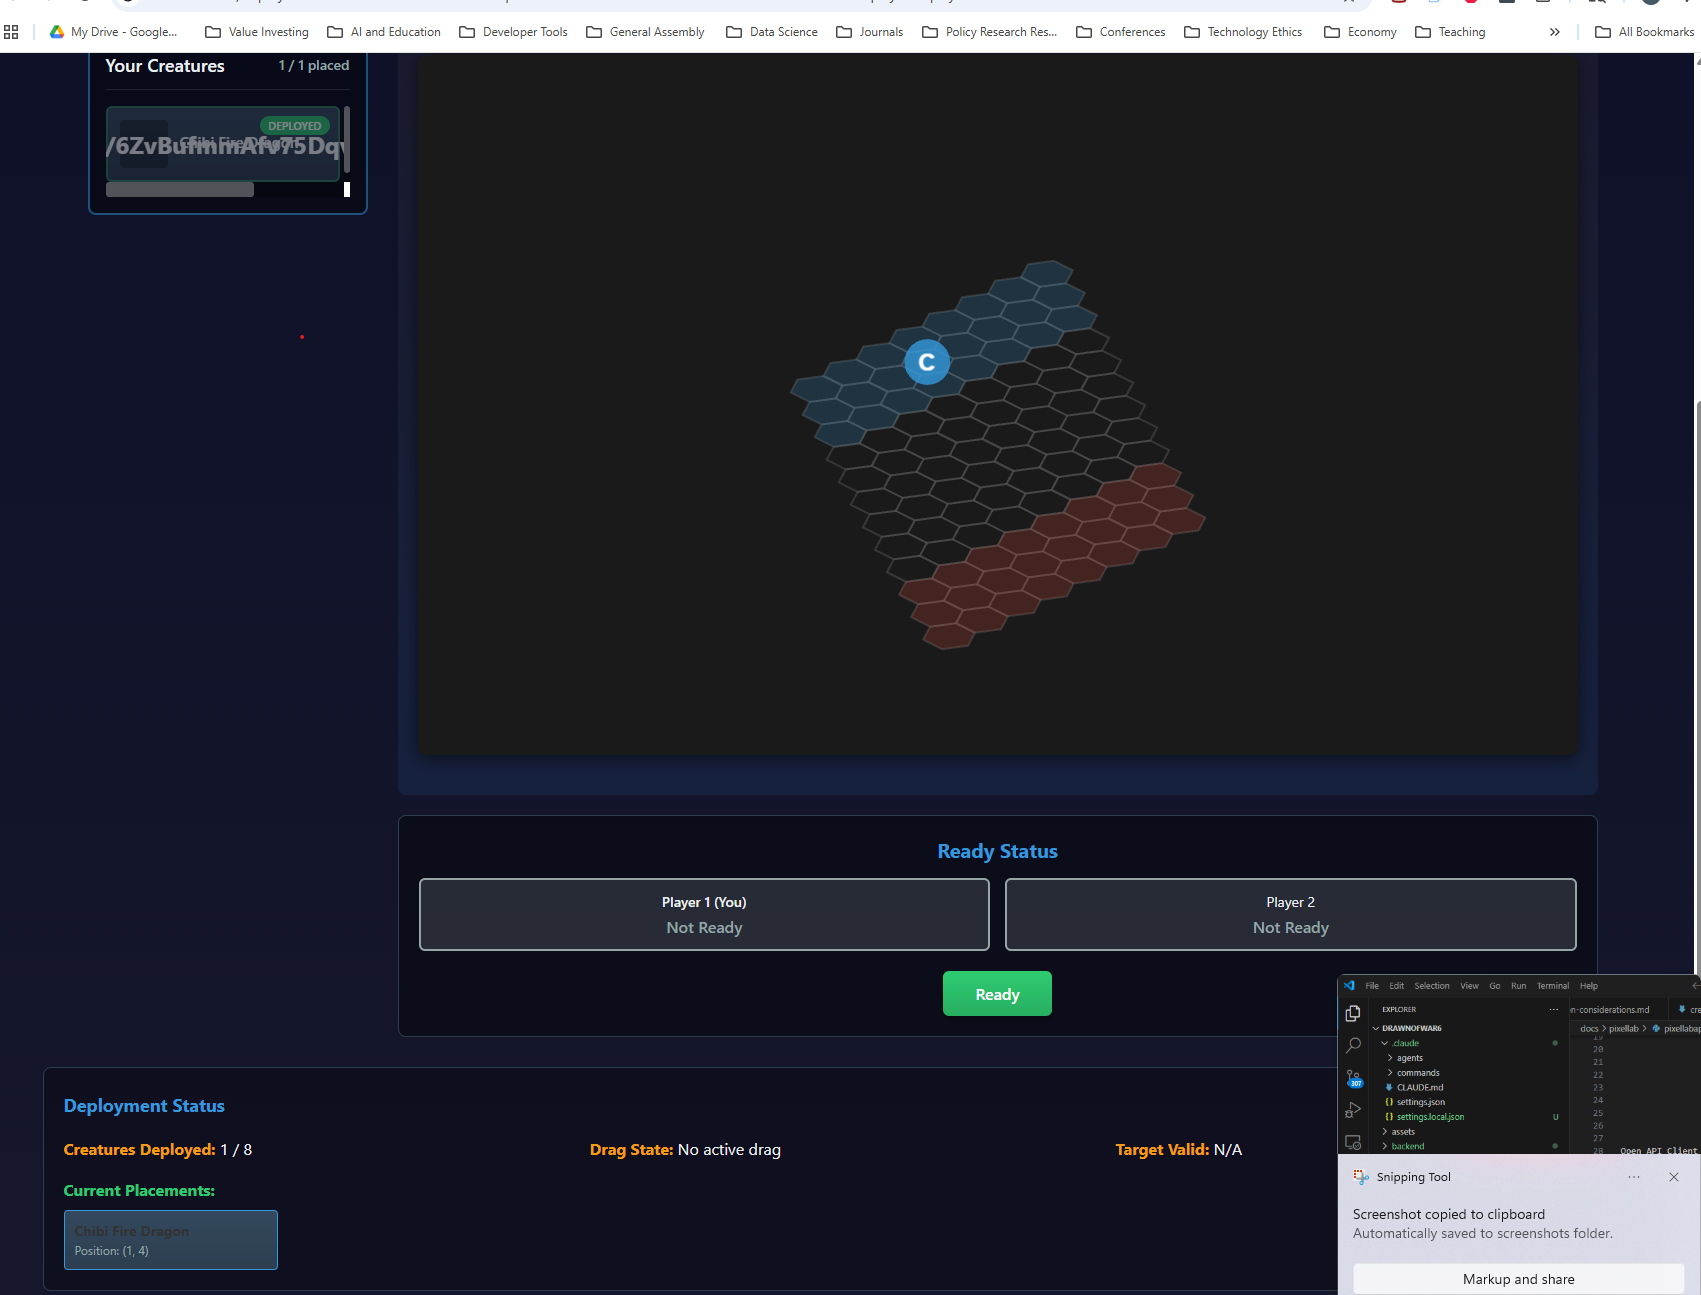 My Drive - Google...
Value Investing
AI and Education
Developer Tools
General Assembly
Data Science
Journals
Policy Research Res...
Conferences
Technology Ethics
Economy
Teaching
»
All Bookmarks
Your Creatures
1 / 1 placed
DEPLOYED
Chibi Fire Dragon
/6ZvBufmmAfv75Dqv
C
Ready Status
Player 1 (You)
Not Ready
Player 2
Not Ready
Ready
Deployment Status
Creatures Deployed: 1 / 8
Drag State: No active drag
Target Valid: N/A
Current Placements:
Chibi Fire Dragon
Position: (1, 4)
File Edit Selection View Go Run Terminal Help
EXPLORER
DRAWNOFWAR6
.claude
agents
commands
CLAUDE.md
settings.json
settings.local.json U
assets
backend
307
n-considerations.md
cre
docs > pixellab > pixellabap
19
20
21
22
23
24
25
26
27
28 Open API Client
Snipping Tool
Screenshot copied to clipboard
Automatically saved to screenshots folder.
Markup and share